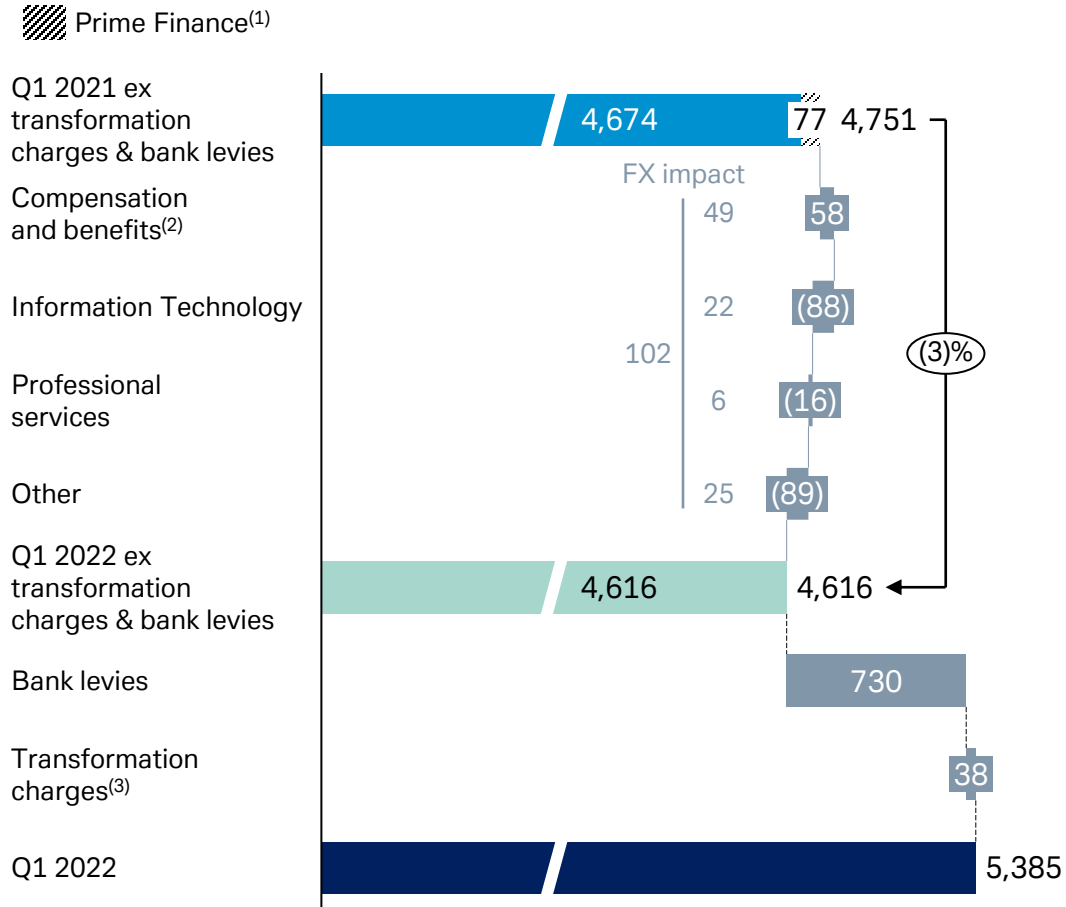 Prime Finance(1)
Q1 2021 ex
transformation
charges & bank levies
4,674
77
4,751
FX impact
Compensation
and benefits(2)
49
58
Information Technology
22
(88)
102
(3)%
Professional
services
6
(16)
Other
25
(89)
Q1 2022 ex
transformation
charges & bank levies
4,616
4,616
Bank levies
730
Transformation
charges(3)
38
Q1 2022
5,385